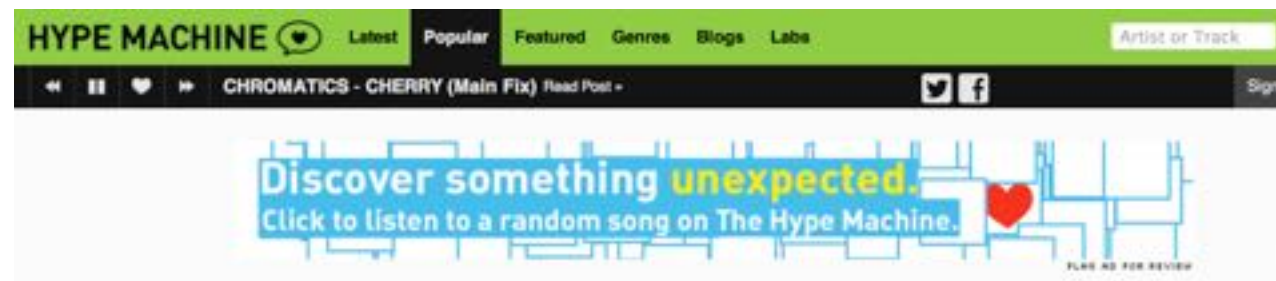 HYPE MACHINE Latest Popular Featured Genres Blogs Labs Artist or Track
CHROMATICS - CHERRY (Main Fix) Read Post » Sign
Discover something unexpected.
Click to listen to a random song on The Hype Machine.
FLAG AD FOR REVIEW